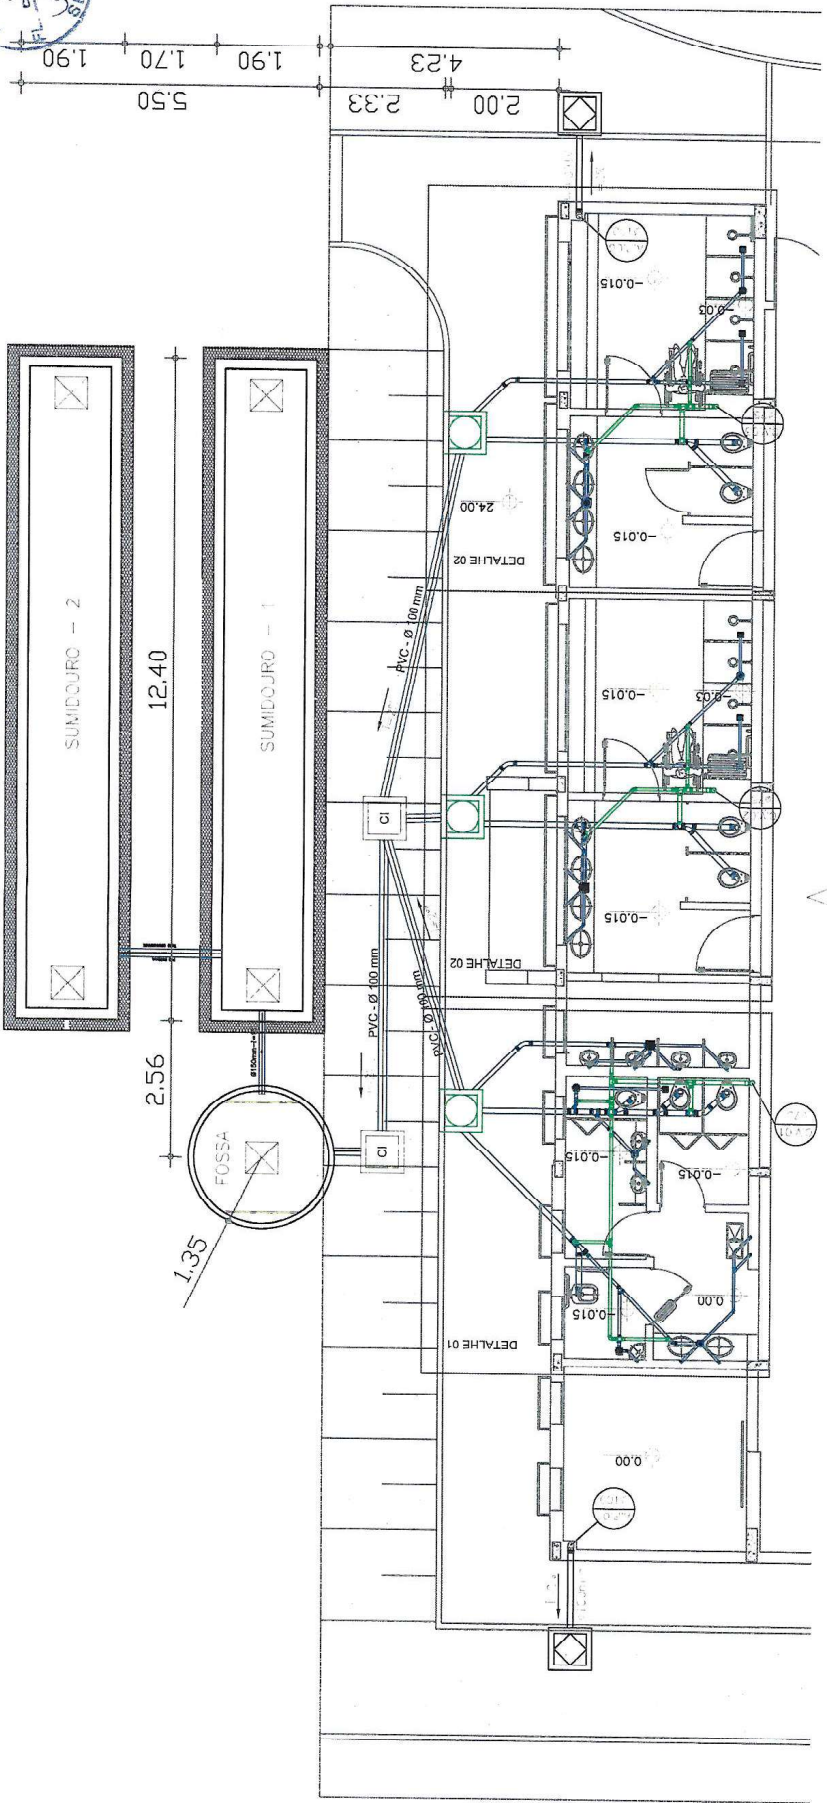 1.90
1.70
1.90
4.23
5.50
2.33
2.00
SUMIDOURO - 2
12.40
SUMIDOURO - 1
2.56
FOSSA
1.35
PVC - Ø 100 mm
CI
PVC - Ø 100 mm
PVC - Ø 100 mm
CI
24.00
DETALHE 02
DETALHE 02
DETALHE 01
-0.015
-0.03
-0.015
-0.015
-0.03
-0.015
-0.015
-0.015
-0.015
0.00
0.00